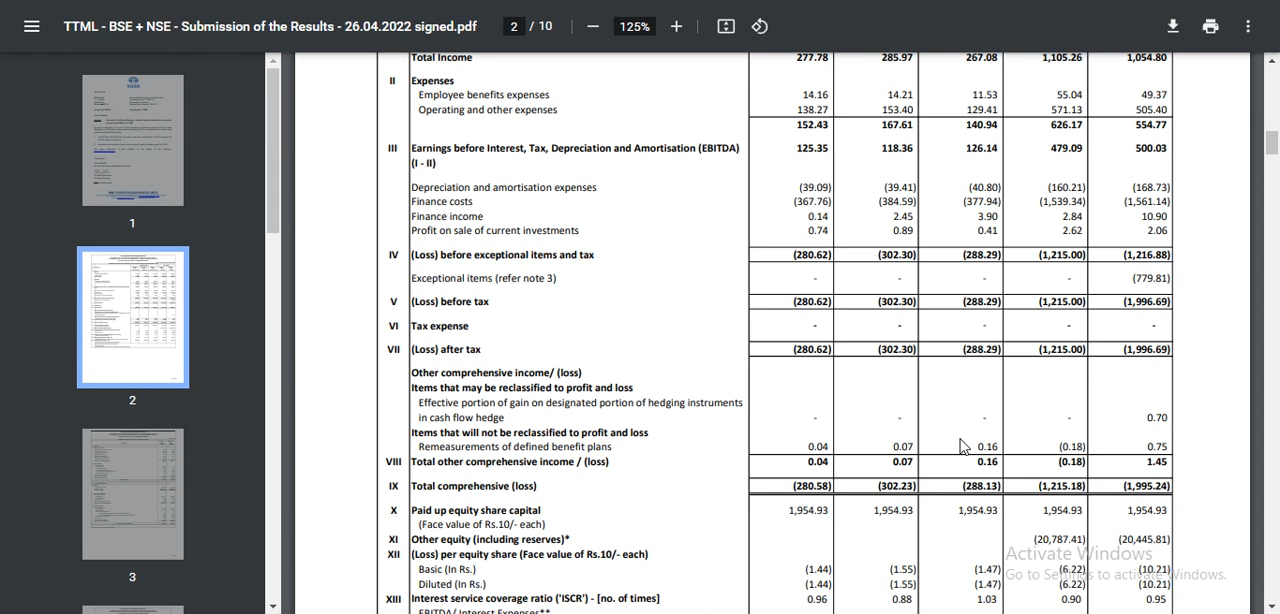 TTML - BSE + NSE - Submission of the Results - 26.04.2022 signed.pdf 2 / 10 125%
Total Income 277.78 285.97 267.08 1,105.26 1,054.80
II Expenses
Employee benefits expenses 14.16 14.21 11.53 55.04 49.37
Operating and other expenses 138.27 153.40 129.41 571.13 505.40
152.43 167.61 140.94 626.17 554.77
III Earnings before Interest, Tax, Depreciation and Amortisation (EBITDA) 125.35 118.36 126.14 479.09 500.03
(I - II)
Depreciation and amortisation expenses (39.09) (39.41) (40.80) (160.21) (168.73)
Finance costs (367.76) (384.59) (377.94) (1,539.34) (1,561.14)
Finance income 0.14 2.45 3.90 2.84 10.90
Profit on sale of current investments 0.74 0.89 0.41 2.62 2.06
IV (Loss) before exceptional items and tax (280.62) (302.30) (288.29) (1,215.00) (1,216.88)
Exceptional items (refer note 3) - - - - (779.81)
V (Loss) before tax (280.62) (302.30) (288.29) (1,215.00) (1,996.69)
VI Tax expense - - - - -
VII (Loss) after tax (280.62) (302.30) (288.29) (1,215.00) (1,996.69)
Other comprehensive income/ (loss)
Items that may be reclassified to profit and loss
Effective portion of gain on designated portion of hedging instruments
in cash flow hedge - - - - 0.70
Items that will not be reclassified to profit and loss
Remeasurements of defined benefit plans 0.04 0.07 0.16 (0.18) 0.75
VIII Total other comprehensive income / (loss) 0.04 0.07 0.16 (0.18) 1.45
IX Total comprehensive (loss) (280.58) (302.23) (288.13) (1,215.18) (1,995.24)
X Paid up equity share capital 1,954.93 1,954.93 1,954.93 1,954.93 1,954.93
(Face value of Rs.10/- each)
XI Other equity (including reserves)* (20,787.41) (20,445.81)
XII (Loss) per equity share (Face value of Rs.10/- each)
Basic (In Rs.) (1.44) (1.55) (1.47) (6.22) (10.21)
Diluted (In Rs.) (1.44) (1.55) (1.47) (6.22) (10.21)
XIII Interest service coverage ratio ('ISCR') - [no. of times] 0.96 0.88 1.03 0.90 0.95
EBITDA/ Interest Expenses**
Activate Windows
Go to Settings to activate Windows.
TATA
1
2
3